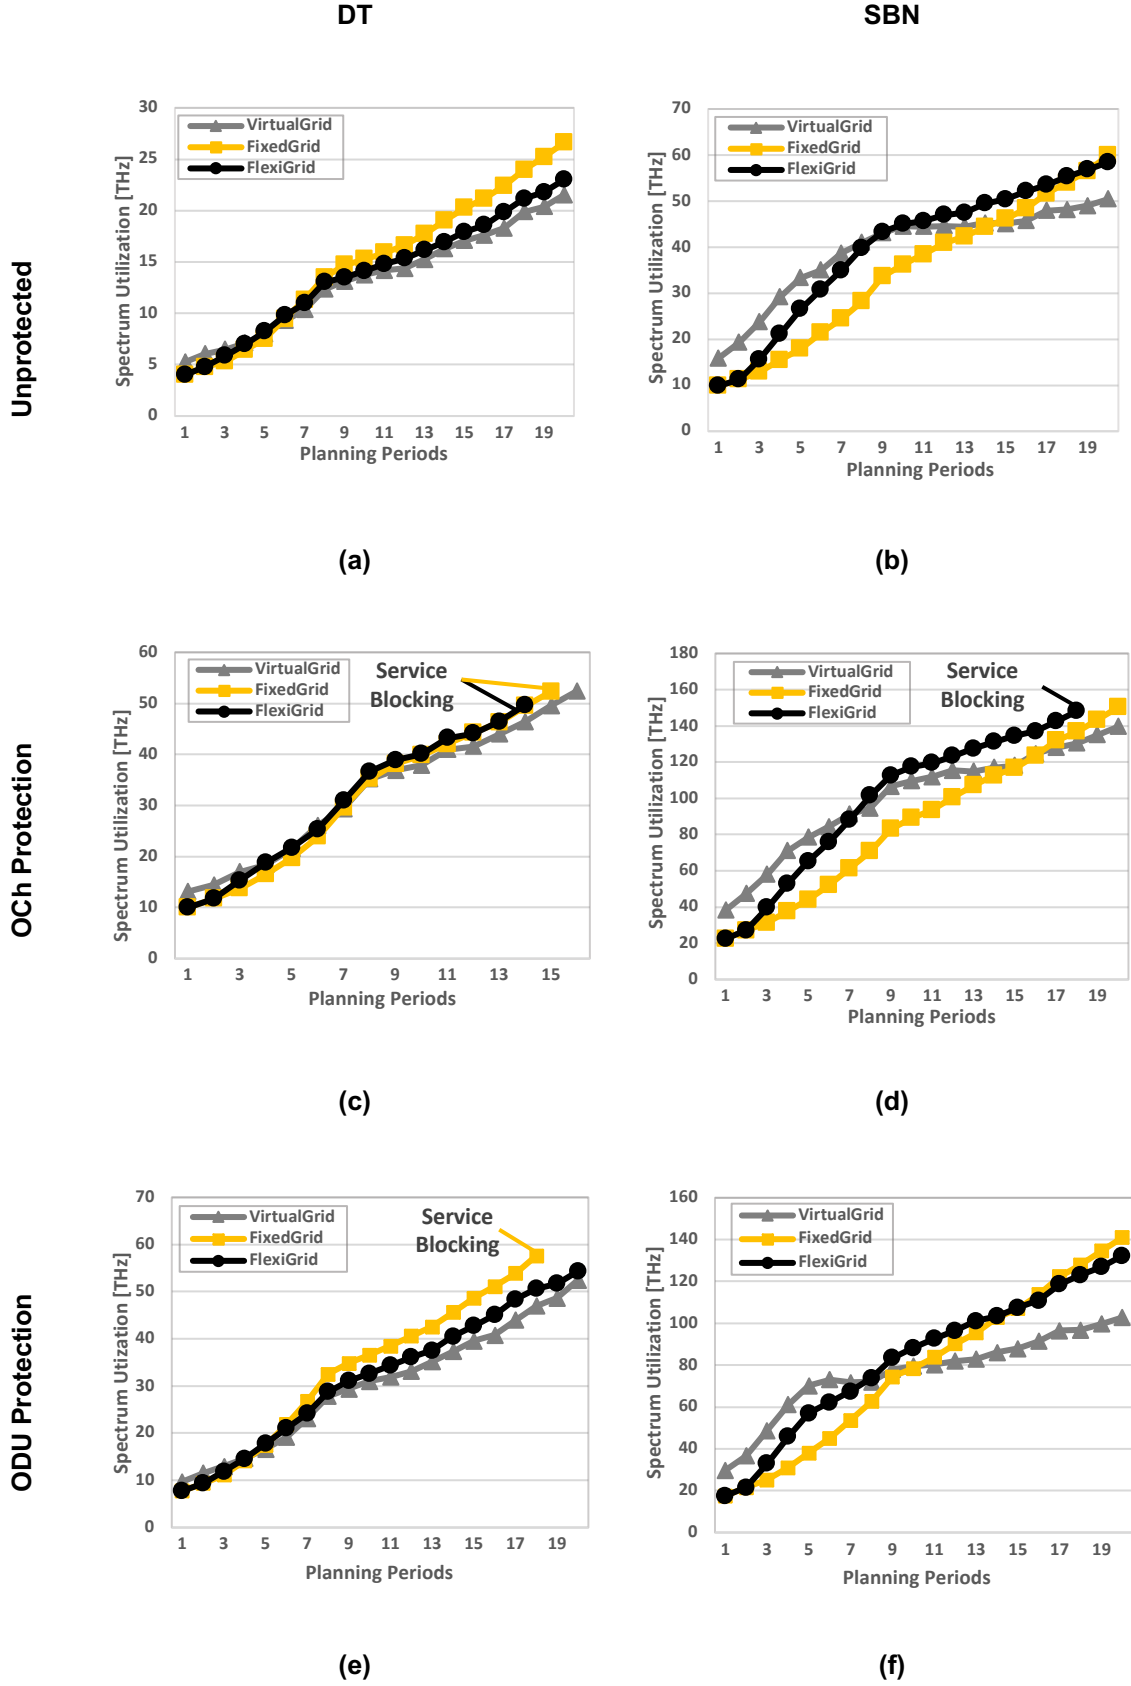 DT
SBN
Unprotected
30
25
20
15
10
5
0
Spectrum Utilization [THz]
VirtualGrid
FixedGrid
FlexiGrid
1 3 5 7 9 11 13 15 17 19
Planning Periods
(a)
70
60
50
40
30
20
10
0
Spectrum Utilization [THz]
VirtualGrid
FixedGrid
FlexiGrid
1 3 5 7 9 11 13 15 17 19
Planning Periods
(b)
OCh Protection
60
50
40
30
20
10
0
Spectrum Utilization [THz]
VirtualGrid
FixedGrid
FlexiGrid
Service
Blocking
1 3 5 7 9 11 13 15
Planning Periods
(c)
180
160
140
120
100
80
60
40
20
0
Spectrum Utilization [THz]
VirtualGrid
FixedGrid
FlexiGrid
Service
Blocking
1 3 5 7 9 11 13 15 17 19
Planning Periods
(d)
ODU Protection
70
60
50
40
30
20
10
0
Spectrum Utization [THz]
VirtualGrid
FixedGrid
FlexiGrid
Service
Blocking
1 3 5 7 9 11 13 15 17 19
Planning Periods
(e)
160
140
120
100
80
60
40
20
0
Spectrum Utilization [THz]
VirtualGrid
FixedGrid
FlexiGrid
1 3 5 7 9 11 13 15 17 19
Planning Periods
(f)